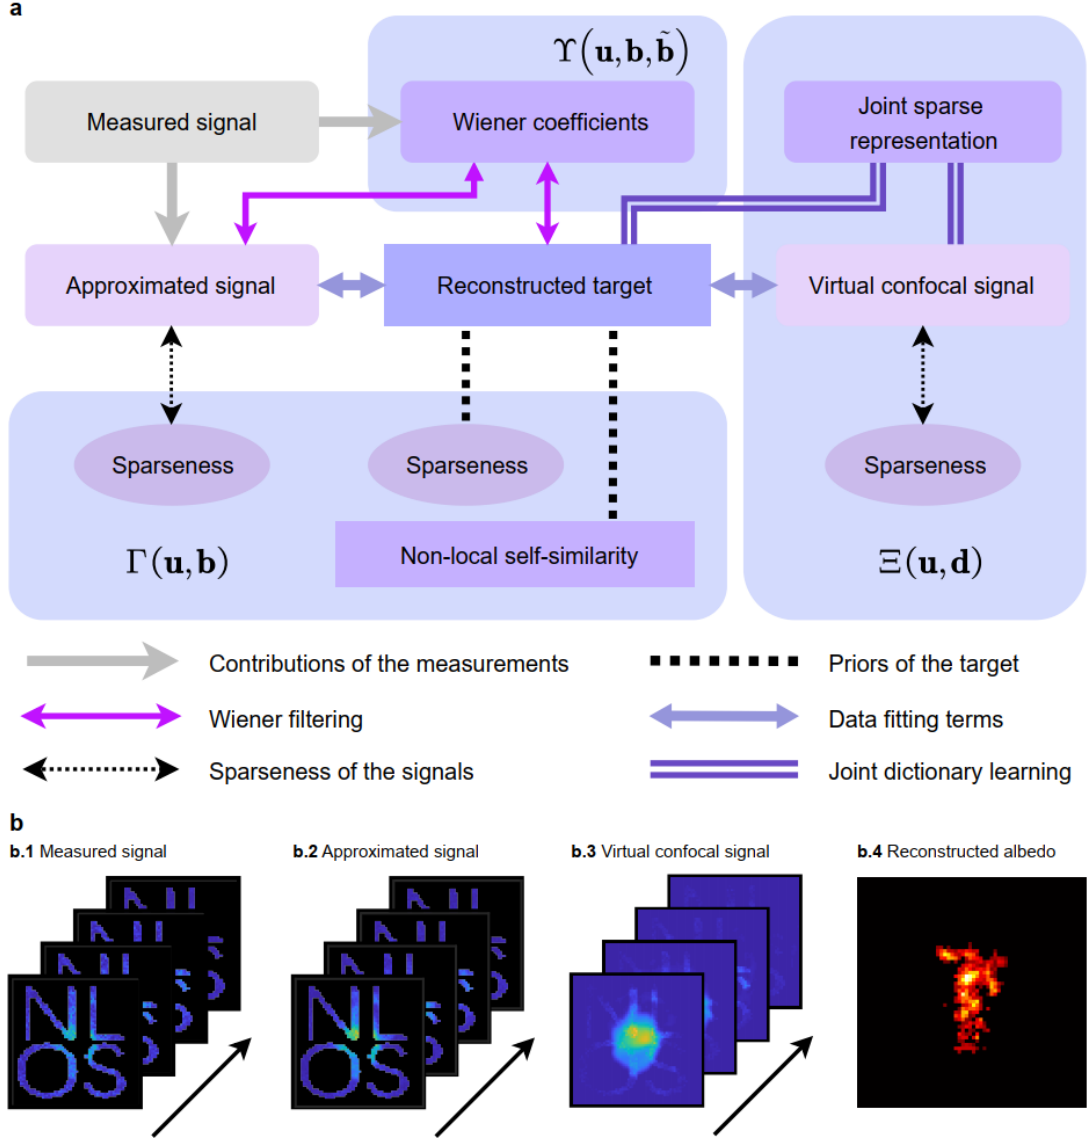 a
Υ(u, b, b̃)
Measured signal
Wiener coefficients
Joint sparse
representation
Approximated signal
Reconstructed target
Virtual confocal signal
Sparseness
Sparseness
Sparseness
Non-local self-similarity
Γ(u, b)
Ξ(u, d)
Contributions of the measurements
Priors of the target
Wiener filtering
Data fitting terms
Sparseness of the signals
Joint dictionary learning
b
b.1 Measured signal
b.2 Approximated signal
b.3 Virtual confocal signal
b.4 Reconstructed albedo
NL
OS
NL
OS